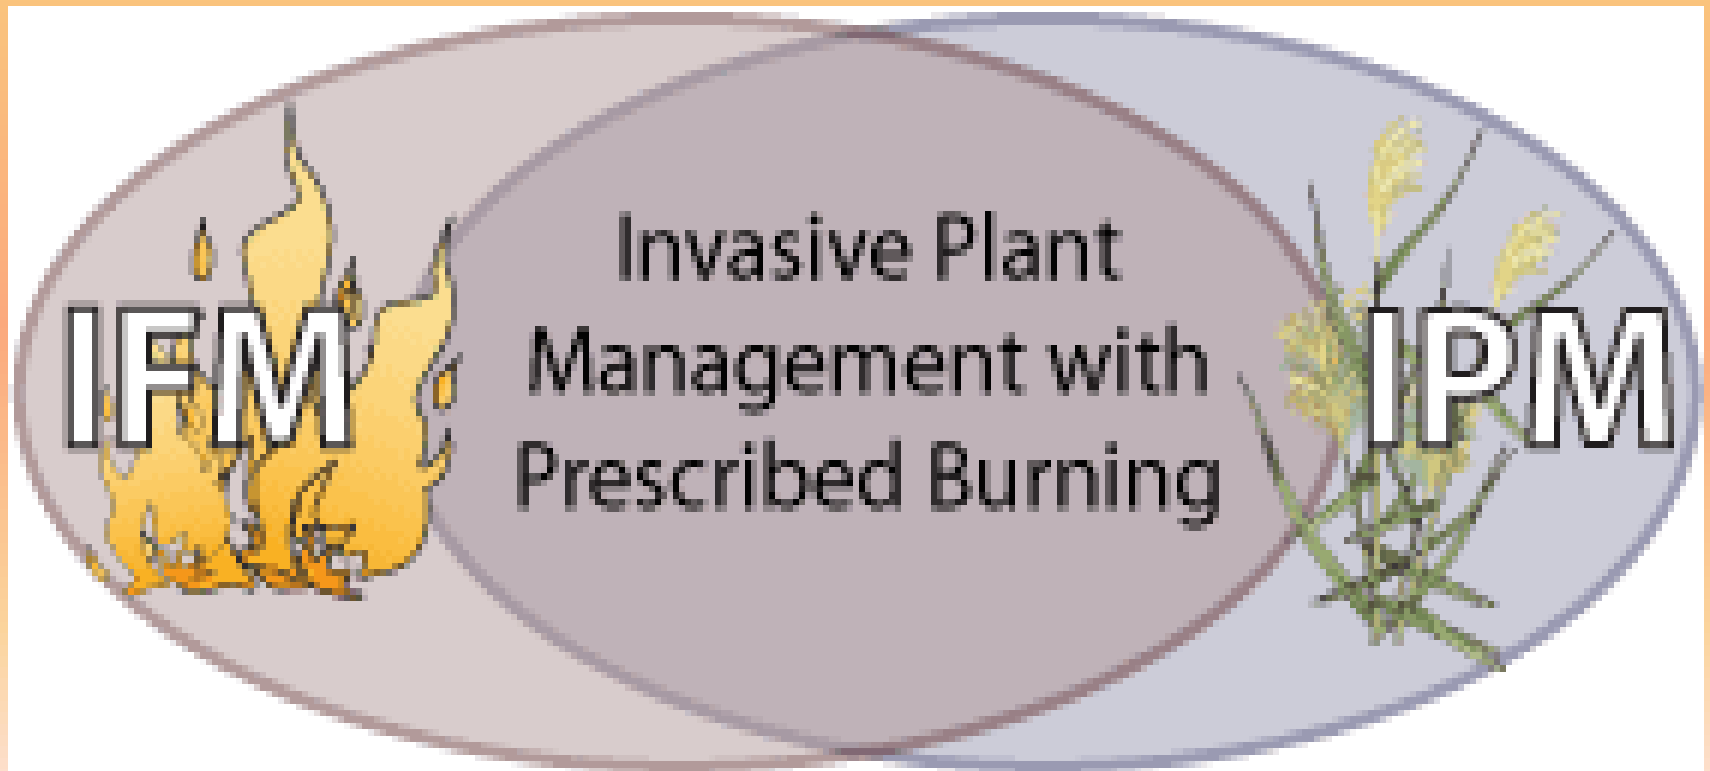 IFM
Invasive Plant
Management with
Prescribed Burning
IPM